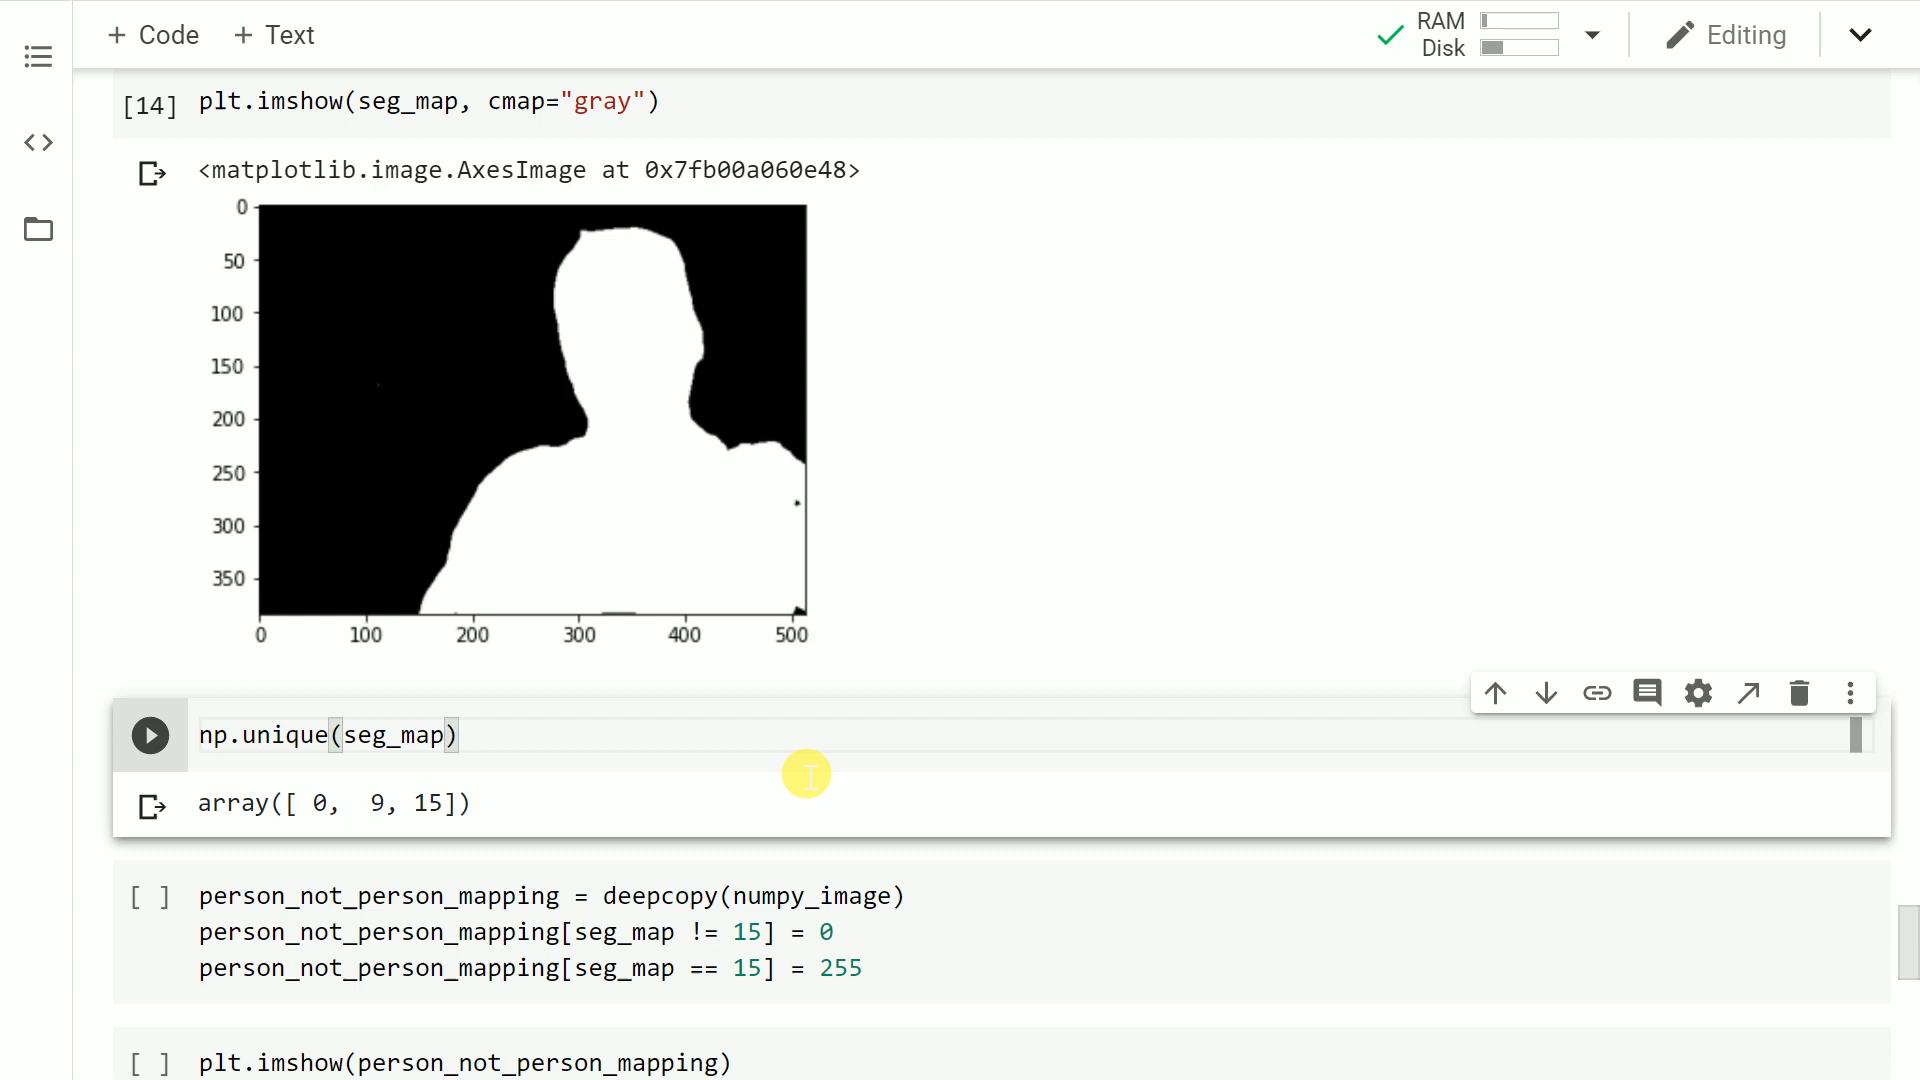 + Code + Text
RAM
Disk
Editing
[14] plt.imshow(seg_map, cmap="gray")
<matplotlib.image.AxesImage at 0x7fb00a060e48>
0
50
100
150
200
250
300
350
0 100 200 300 400 500
np.unique(seg_map)
array([ 0,  9, 15])
[ ] person_not_person_mapping = deepcopy(numpy_image)
person_not_person_mapping[seg_map != 15] = 0
person_not_person_mapping[seg_map == 15] = 255
[ ] plt.imshow(person_not_person_mapping)